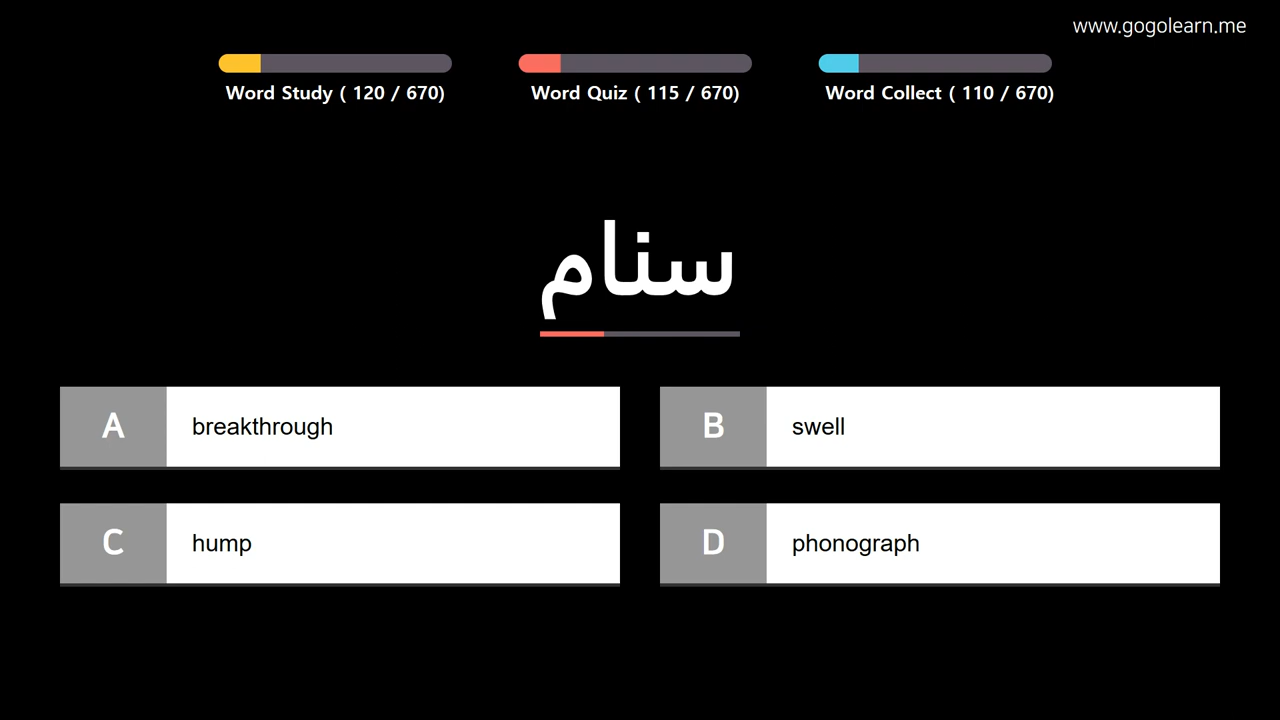 www.gogolearn.me
Word Study ( 120 / 670)
Word Quiz ( 115 / 670)
Word Collect ( 110 / 670)
سنام
A breakthrough
B swell
C hump
D phonograph